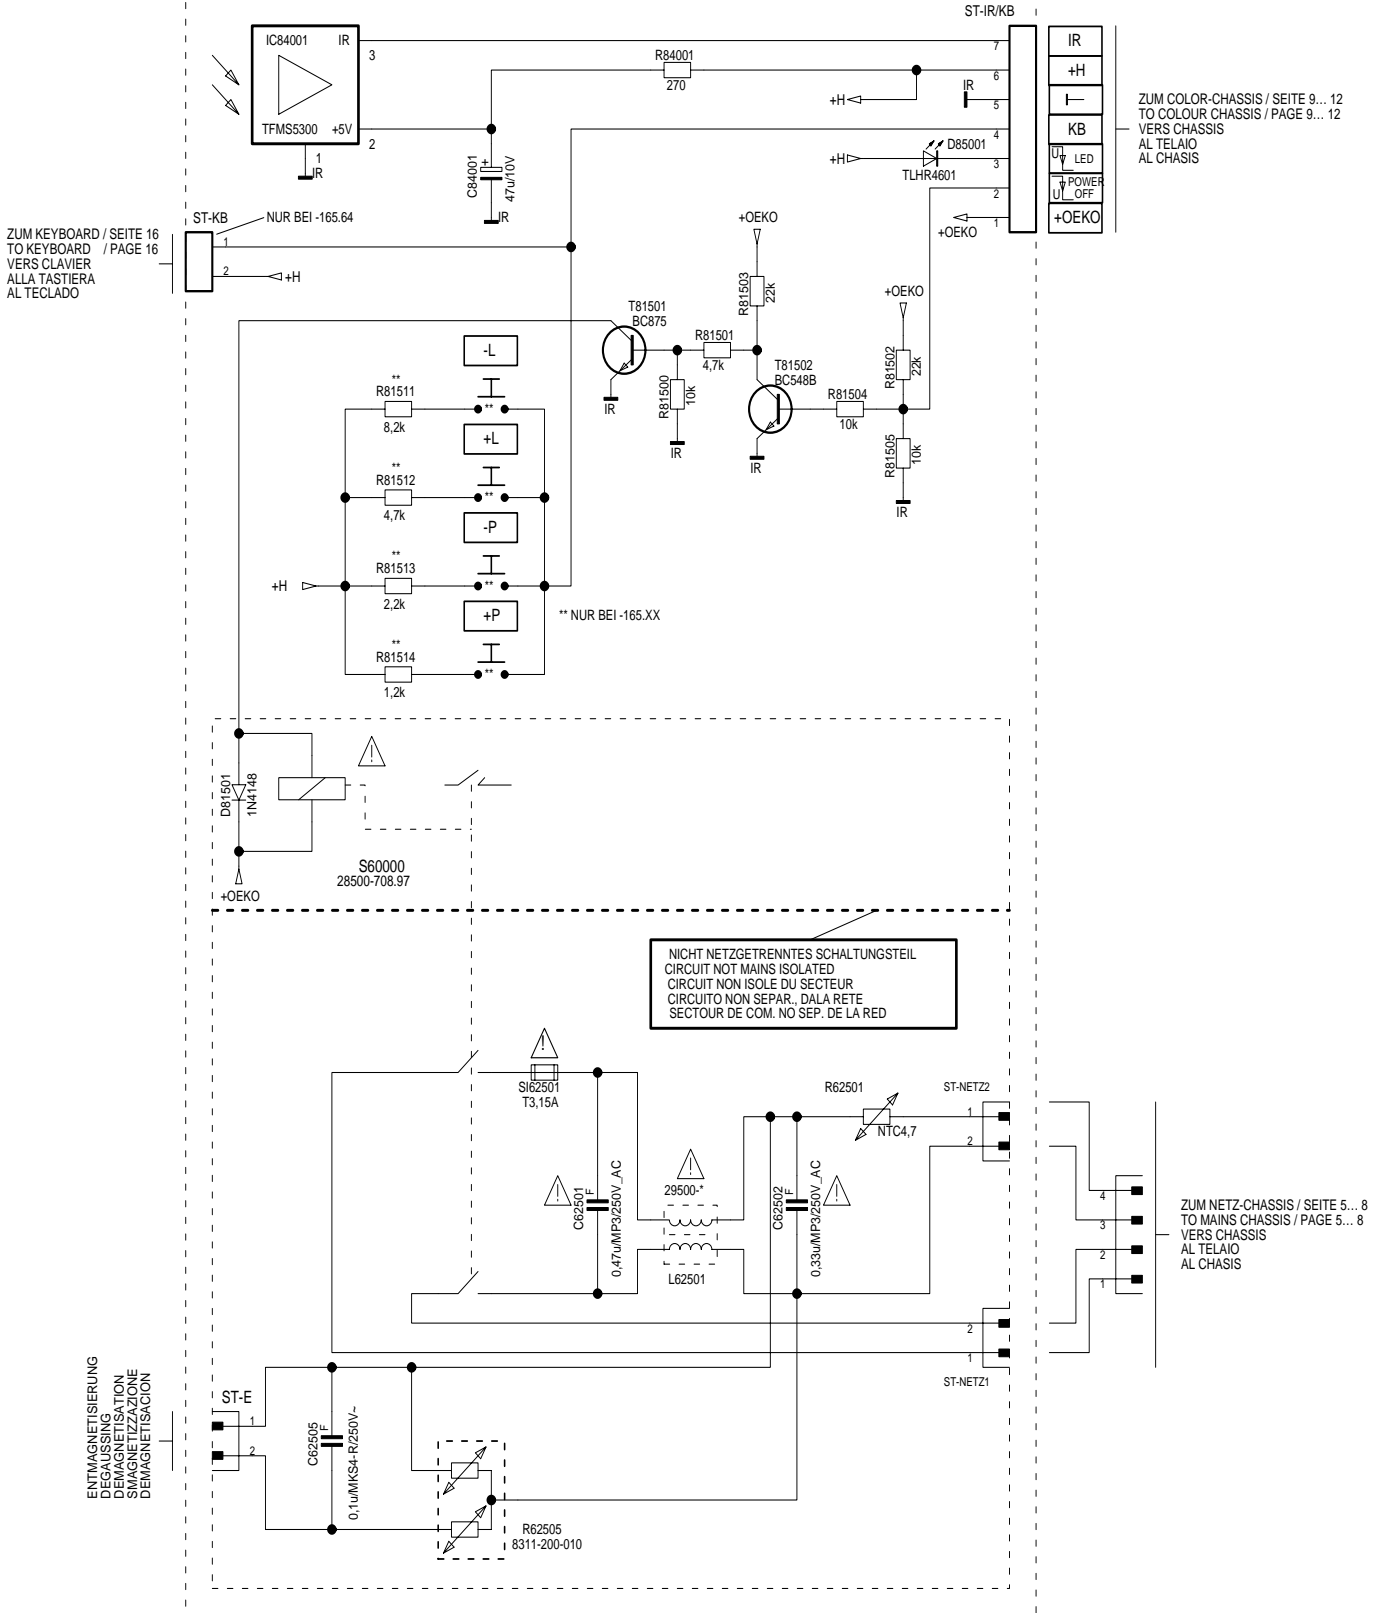 ST-IR/KB
IC84001
IR
3
TFMS5300
+5V
2
1
IR
R84001
270
C84001
+
47u/10V
IR
+H
IR
+H
D85001
TLHR4601
+OEKO
7
6
5
4
3
2
1
IR
+H
KB
U
LED
U
POWER
OFF
+OEKO
ZUM COLOR-CHASSIS / SEITE 9... 12
TO COLOUR CHASSIS / PAGE 9... 12
VERS CHASSIS
AL TELAIO
AL CHASIS
ST-KB
NUR BEI -165.64
1
2
+H
ZUM KEYBOARD / SEITE 16
TO KEYBOARD / PAGE 16
VERS CLAVIER
ALLA TASTIERA
AL TECLADO
+OEKO
R81503
22k
T81501
BC875
IR
R81501
4,7k
R81500
10k
IR
T81502
BC548B
IR
R81504
10k
+OEKO
R81502
22k
R81505
10k
IR
-L
**
R81511
8,2k
**
+L
**
R81512
4,7k
**
-P
**
R81513
2,2k
**
+H
+P
**
R81514
1,2k
**
** NUR BEI -165.XX
D81501
1N4148
!
S60000
28500-708.97
+OEKO
NICHT NETZGETRENNTES SCHALTUNGSTEIL
CIRCUIT NOT MAINS ISOLATED
CIRCUIT NON ISOLE DU SECTEUR
CIRCUITO NON SEPAR., DALA RETE
SECTOUR DE COM. NO SEP. DE LA RED
!
SI62501
T3,15A
R62501
NTC4,7
ST-NETZ2
1
2
!
C62501
F
0,47u/MP3/250V_AC
!
29500-*
L62501
C62502
F
0,33u/MP3/250V_AC
!
4
3
2
1
ZUM NETZ-CHASSIS / SEITE 5... 8
TO MAINS CHASSIS / PAGE 5... 8
VERS CHASSIS
AL TELAIO
AL CHASIS
2
1
ST-NETZ1
ENTMAGNETISIERUNG
DEGAUSSING
DEMAGNETISATION
SMAGNETIZZAZIONE
DEMAGNETISACION
ST-E
1
2
C62505
F
0,1u/MKS4-R/250V~
R62505
8311-200-010